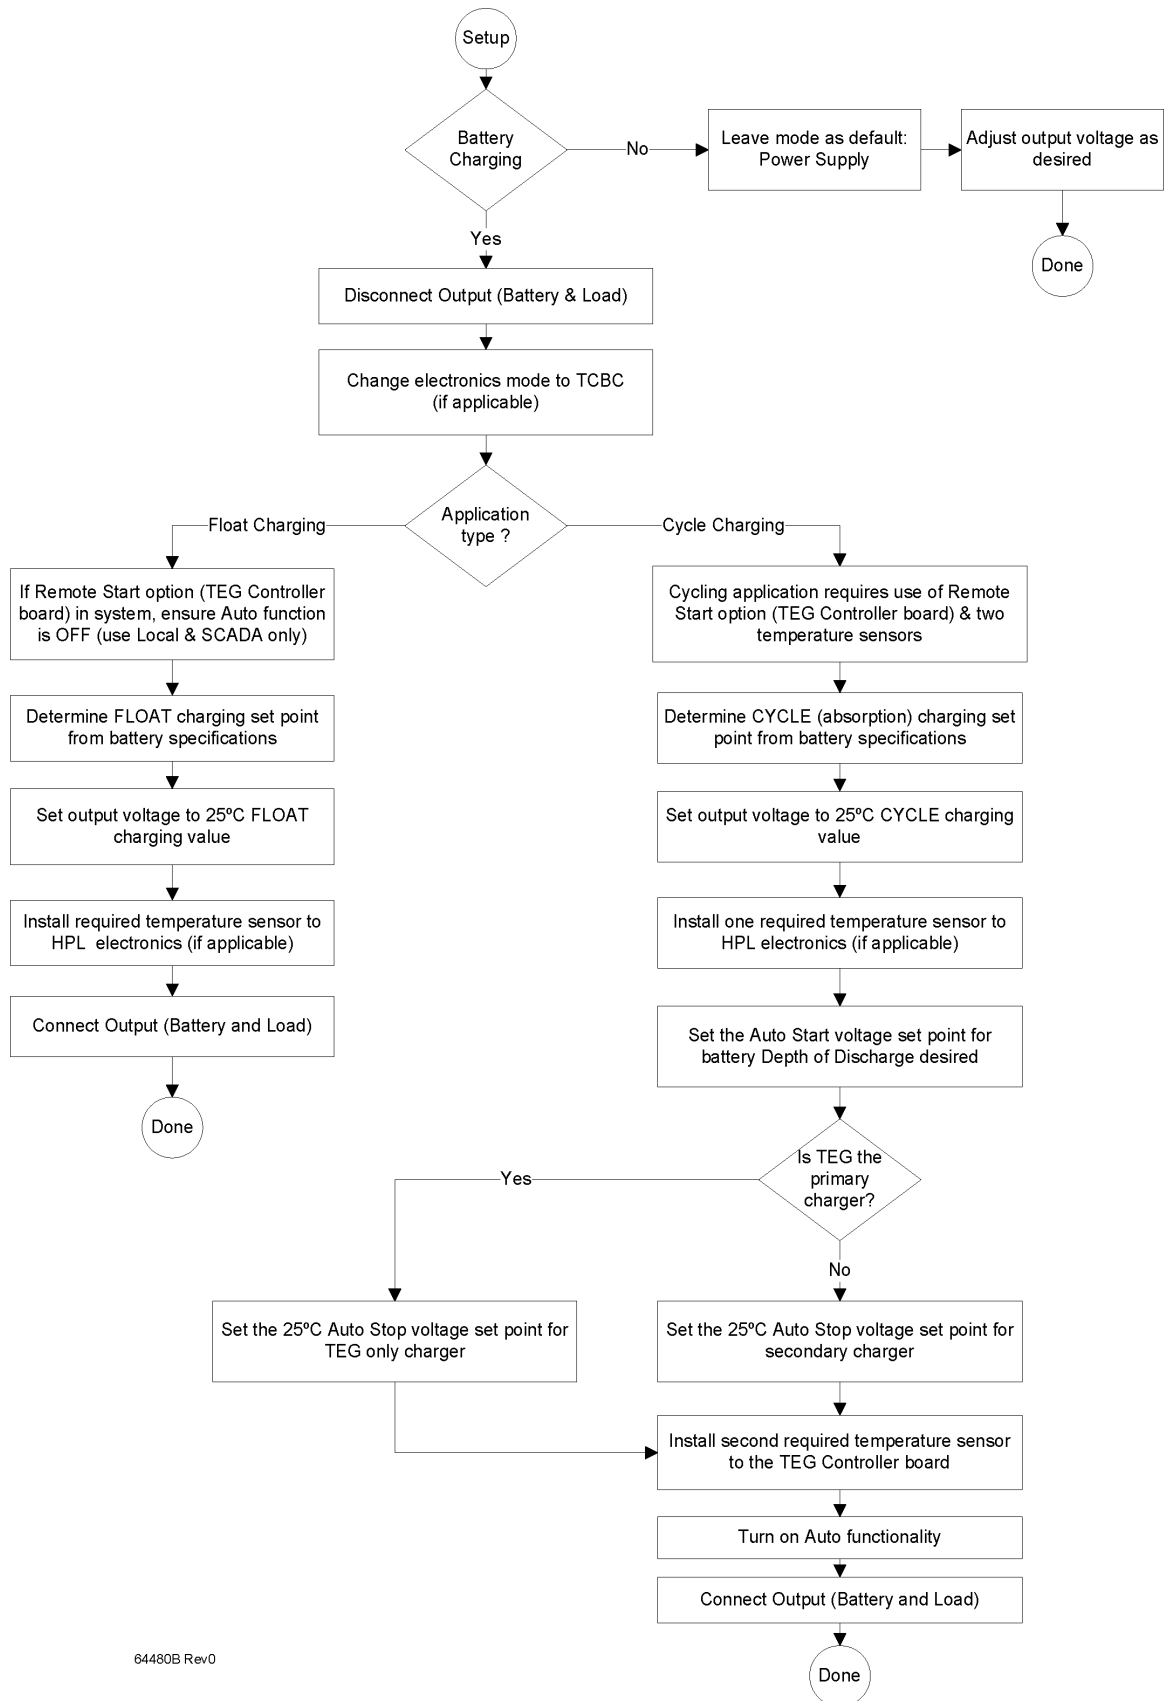 Setup
Battery
Charging
No
Leave mode as default:
Power Supply
Adjust output voltage as
desired
Done
Yes
Disconnect Output (Battery & Load)
Change electronics mode to TCBC
(if applicable)
Application
type ?
Float Charging
Cycle Charging
If Remote Start option (TEG Controller
board) in system, ensure Auto function
is OFF (use Local & SCADA only)
Determine FLOAT charging set point
from battery specifications
Set output voltage to 25ºC FLOAT
charging value
Install required temperature sensor to
HPL  electronics (if applicable)
Connect Output (Battery and Load)
Done
Cycling application requires use of Remote
Start option (TEG Controller board) & two
temperature sensors
Determine CYCLE (absorption) charging set
point from battery specifications
Set output voltage to 25ºC CYCLE charging
value
Install one required temperature sensor to
HPL electronics (if applicable)
Set the Auto Start voltage set point for
battery Depth of Discharge desired
Is TEG the
primary
charger?
Yes
No
Set the 25ºC Auto Stop voltage set point for
TEG only charger
Set the 25ºC Auto Stop voltage set point for
secondary charger
Install second required temperature sensor
to the TEG Controller board
Turn on Auto functionality
Connect Output (Battery and Load)
Done
64480B Rev0